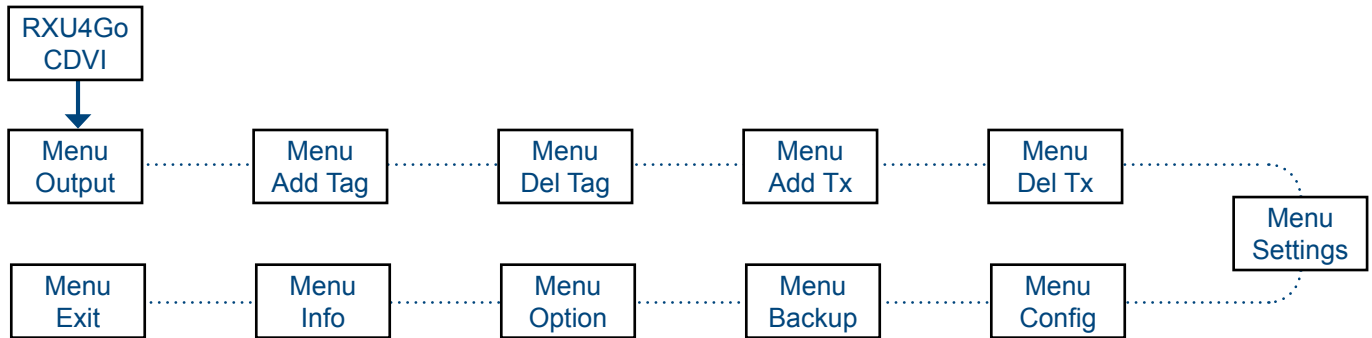 RXU4Go
CDVI
Menu
Output
Menu
Add Tag
Menu
Del Tag
Menu
Add Tx
Menu
Del Tx
Menu
Settings
Menu
Exit
Menu
Info
Menu
Option
Menu
Backup
Menu
Config